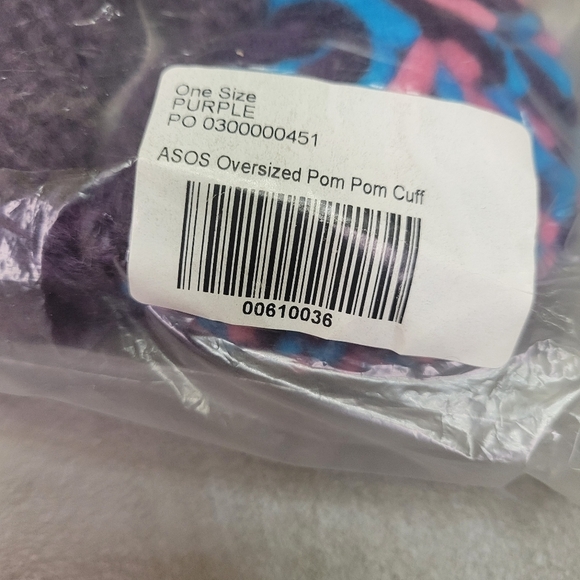 One Size
PURPLE
PO 0300000451
ASOS Oversized Pom Pom Cuff
00610036